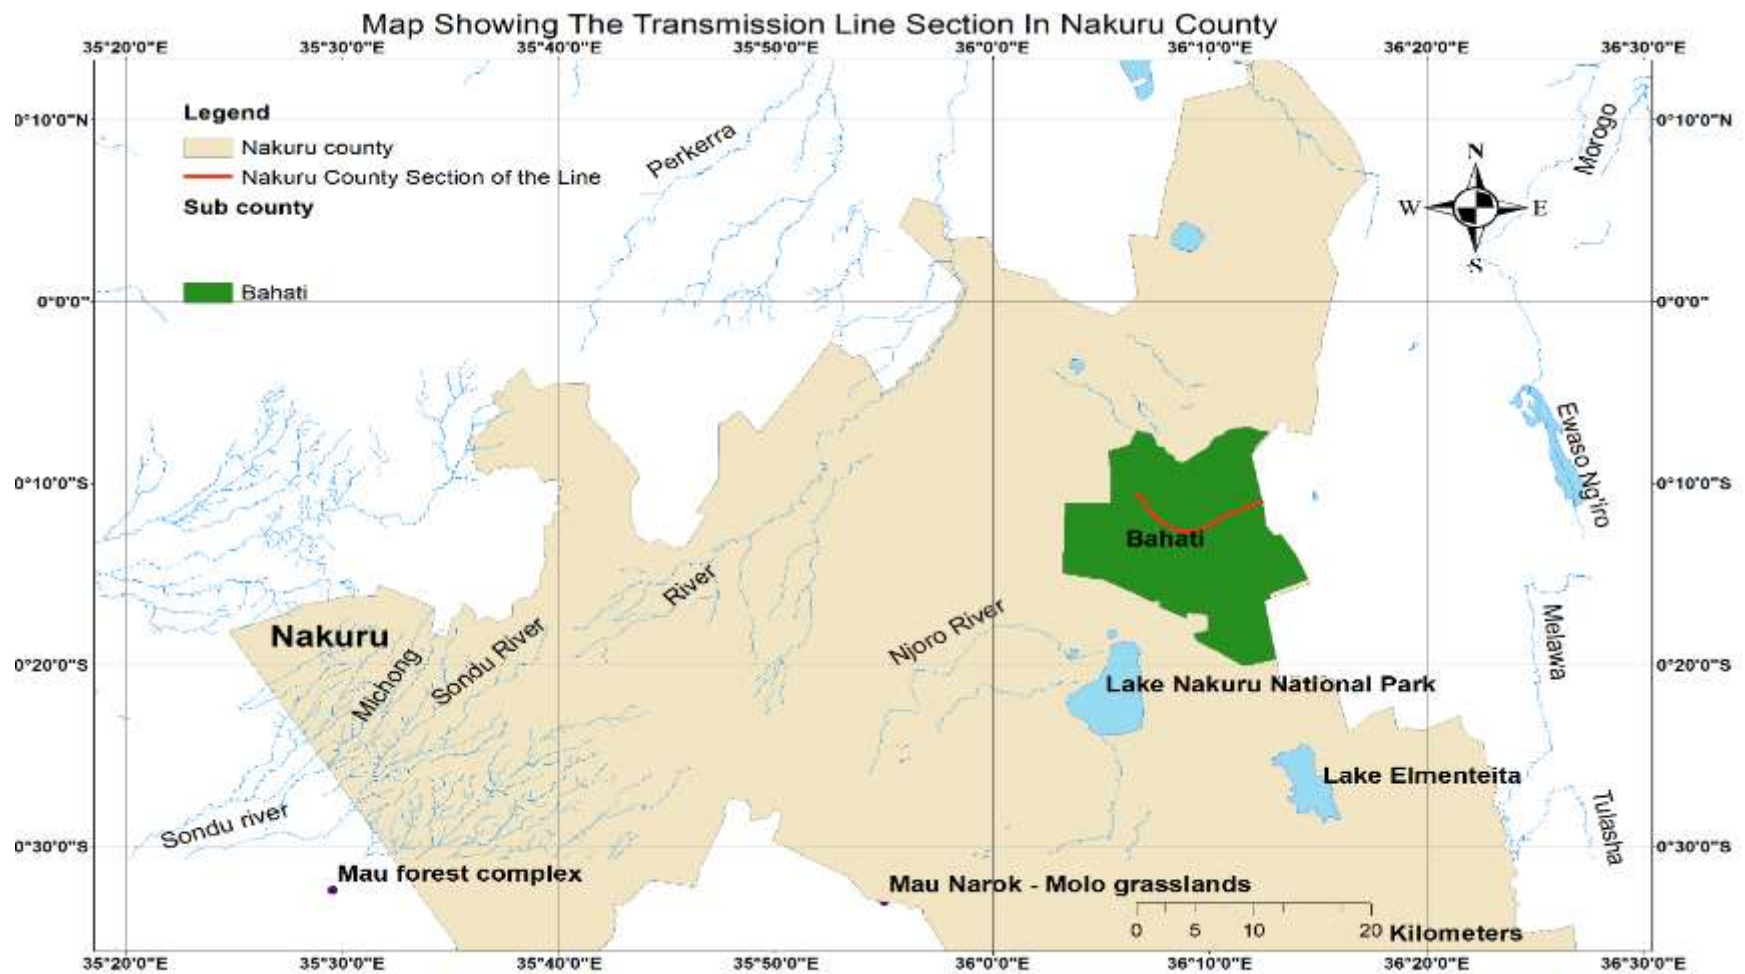 Map Showing The Transmission Line Section In Nakuru County
35°20'0"E 35°30'0"E 35°40'0"E 35°50'0"E 36°0'0"E 36°10'0"E 36°20'0"E 36°30'0"E
Legend
Nakuru county
Nakuru County Section of the Line
Sub county
Bahati
0°10'0"N
0°10'0"N
Perkerra
Morogo
N
W
E
S
0°0'0"
0°0'0"
Ewaso Ng'iro
0°10'0"S
0°10'0"S
Bahati
River
Njoro River
Nakuru
Michong
Sondu River
Melawa
0°20'0"S
0°20'0"S
Lake Nakuru National Park
Lake Elmenteita
Sondu river
Tulasha
0°30'0"S
0°30'0"S
Mau forest complex
Mau Narok - Molo grasslands
0 5 10 20 Kilometers
35°20'0"E 35°30'0"E 35°40'0"E 35°50'0"E 36°0'0"E 36°10'0"E 36°20'0"E 36°30'0"E